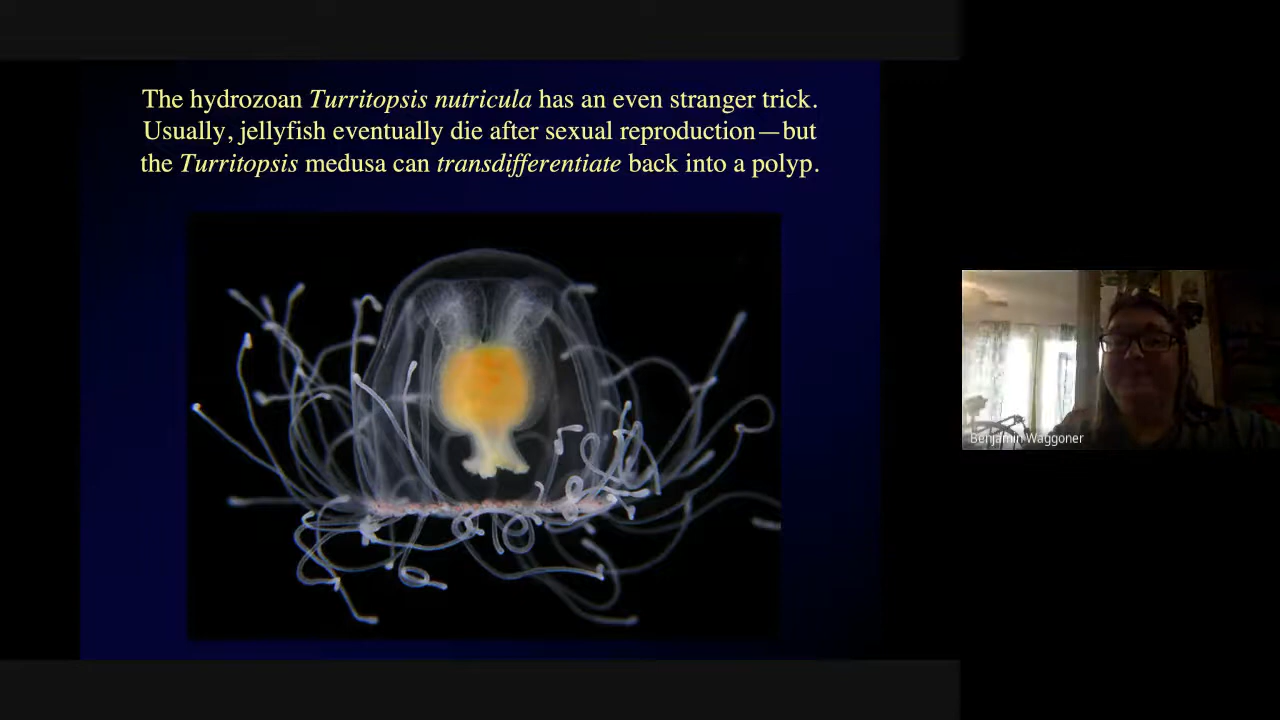 The hydrozoan Turritopsis nutricula has an even stranger trick.
Usually, jellyfish eventually die after sexual reproduction—but
the Turritopsis medusa can transdifferentiate back into a polyp.
Benjamin Waggoner